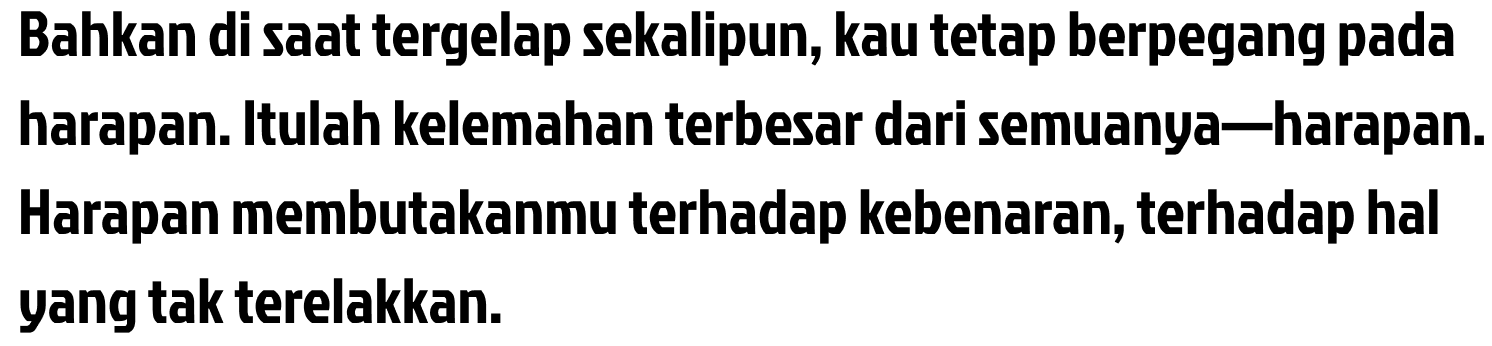 Bahkan di saat tergelap sekalipun, kau tetap berpegang pada
harapan. Itulah kelemahan terbesar dari semuanya—harapan.
Harapan membutakanmu terhadap kebenaran, terhadap hal
yang tak terelakkan.